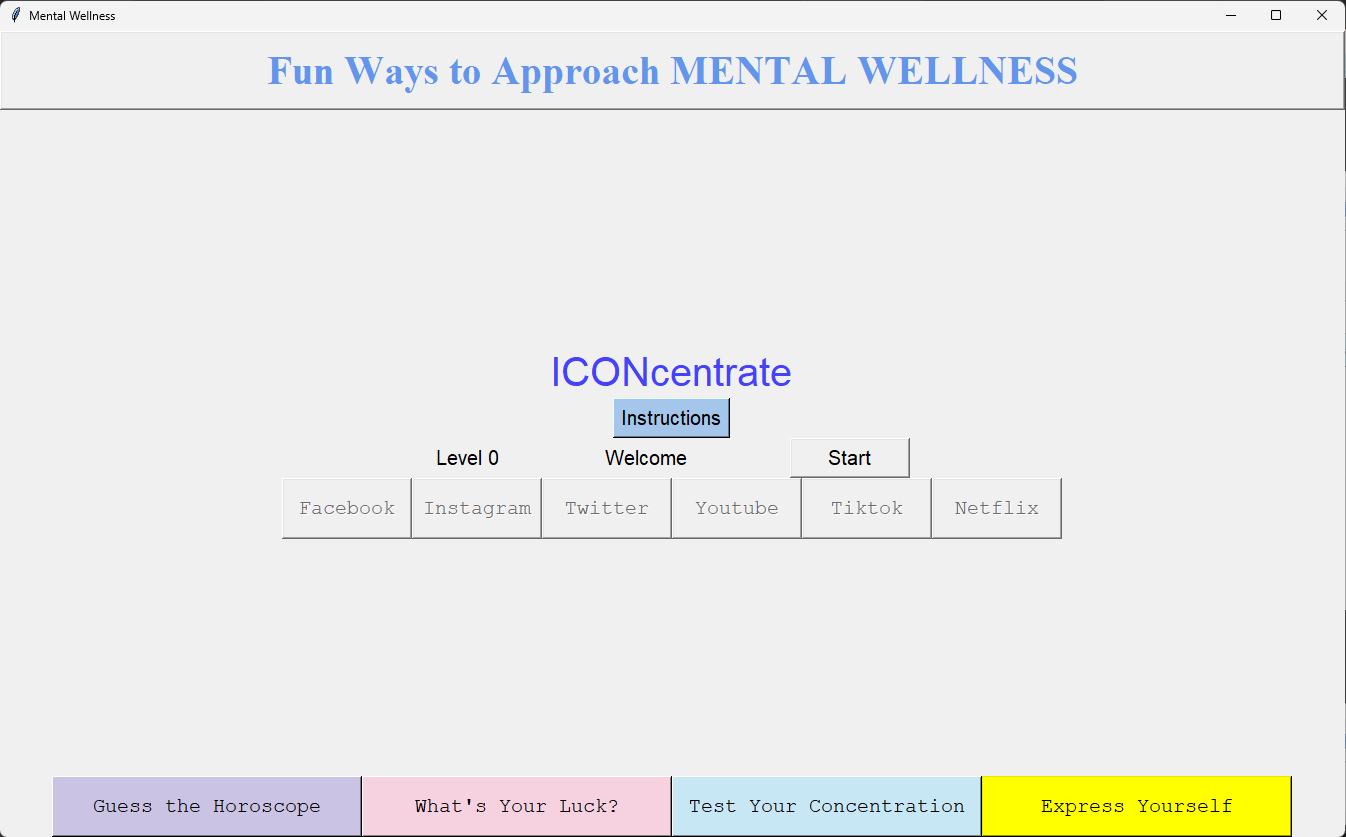 Mental Wellness
Fun Ways to Approach MENTAL WELLNESS
ICONcentrate
Instructions
Level 0 Welcome Start
Facebook Instagram Twitter Youtube Tiktok Netflix
Guess the Horoscope What's Your Luck? Test Your Concentration Express Yourself